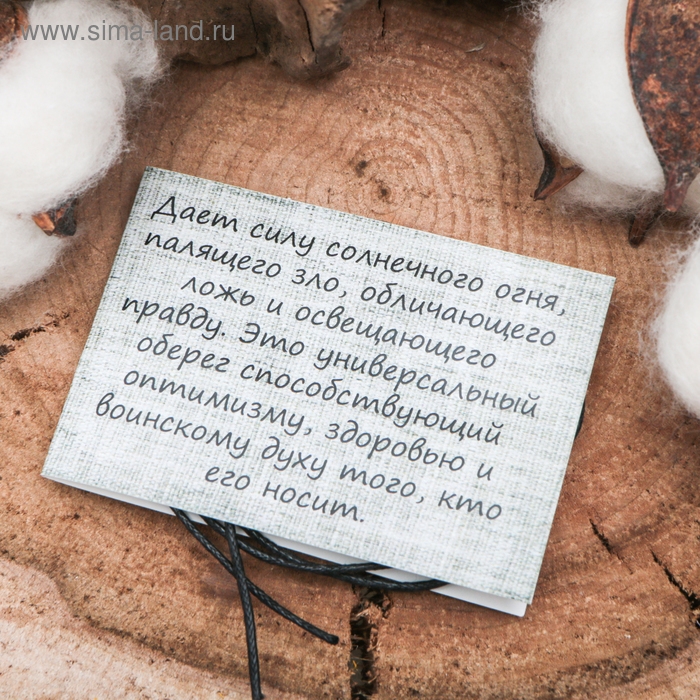 www.sima-land.ru
Дает силу солнечного огня,
палящего зло, обличающего
ложь и освещающего
правду. Это универсальный
оберег способствующий
оптимизму, здоровью и
воинскому духу того, кто
его носит.